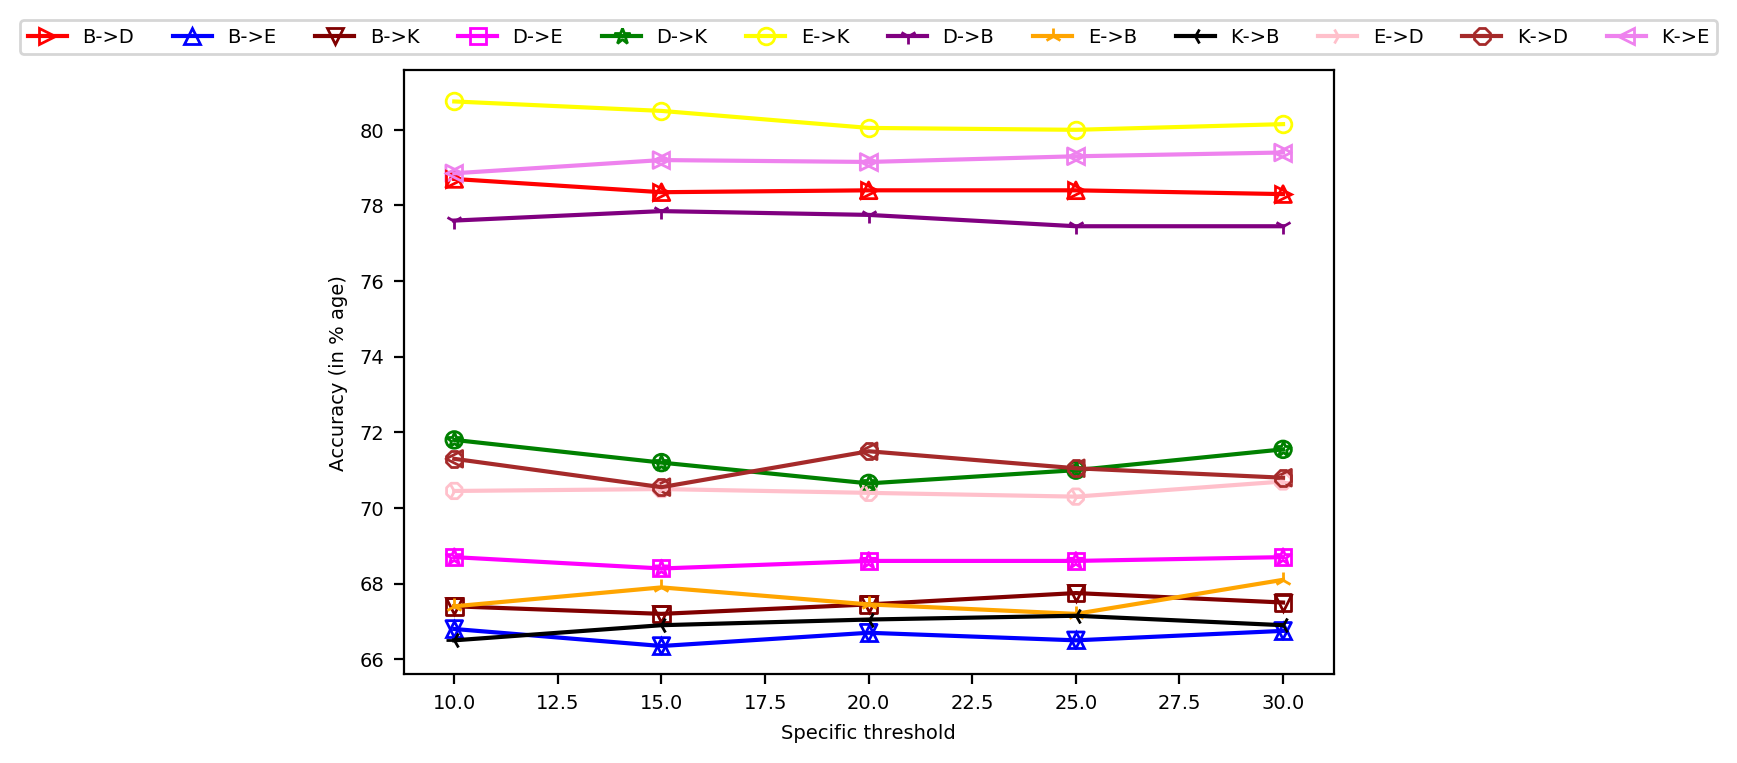 B->D B->E B->K D->E D->K E->K D->B E->B K->B E->D K->D K->E
80
78
76
74
72
70
68
66
Accuracy (in % age)
10.0 12.5 15.0 17.5 20.0 22.5 25.0 27.5 30.0
Specific threshold